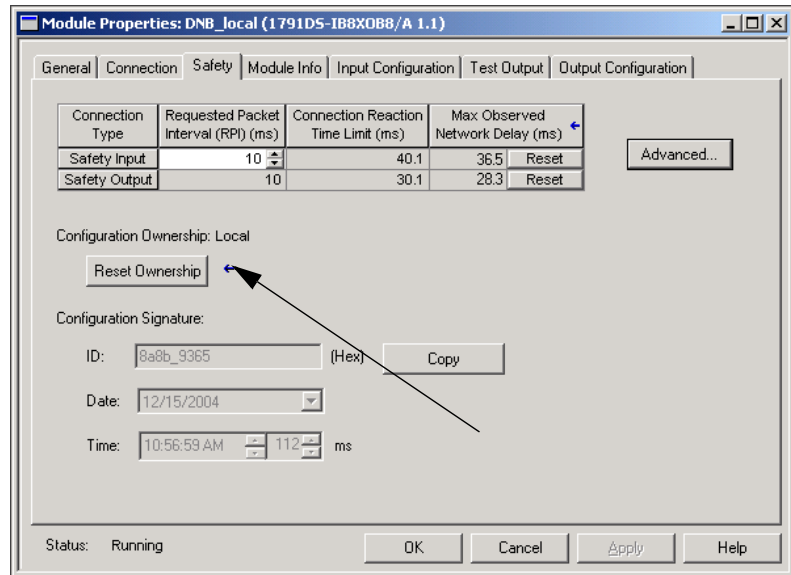 Module Properties: DNB_local (1791DS-IB8XOB8/A 1.1)
General Connection Safety Module Info Input Configuration Test Output Output Configuration
Connection Type Requested Packet Interval (RPI) (ms) Connection Reaction Time Limit (ms) Max Observed Network Delay (ms)
Safety Input 10 40.1 36.5 Reset
Safety Output 10 30.1 28.3 Reset
Advanced...
Configuration Ownership: Local
Reset Ownership
Configuration Signature:
ID: 8a8b_9365 (Hex) Copy
Date: 12/15/2004
Time: 10:56:59 AM 112 ms
Status: Running OK Cancel Apply Help